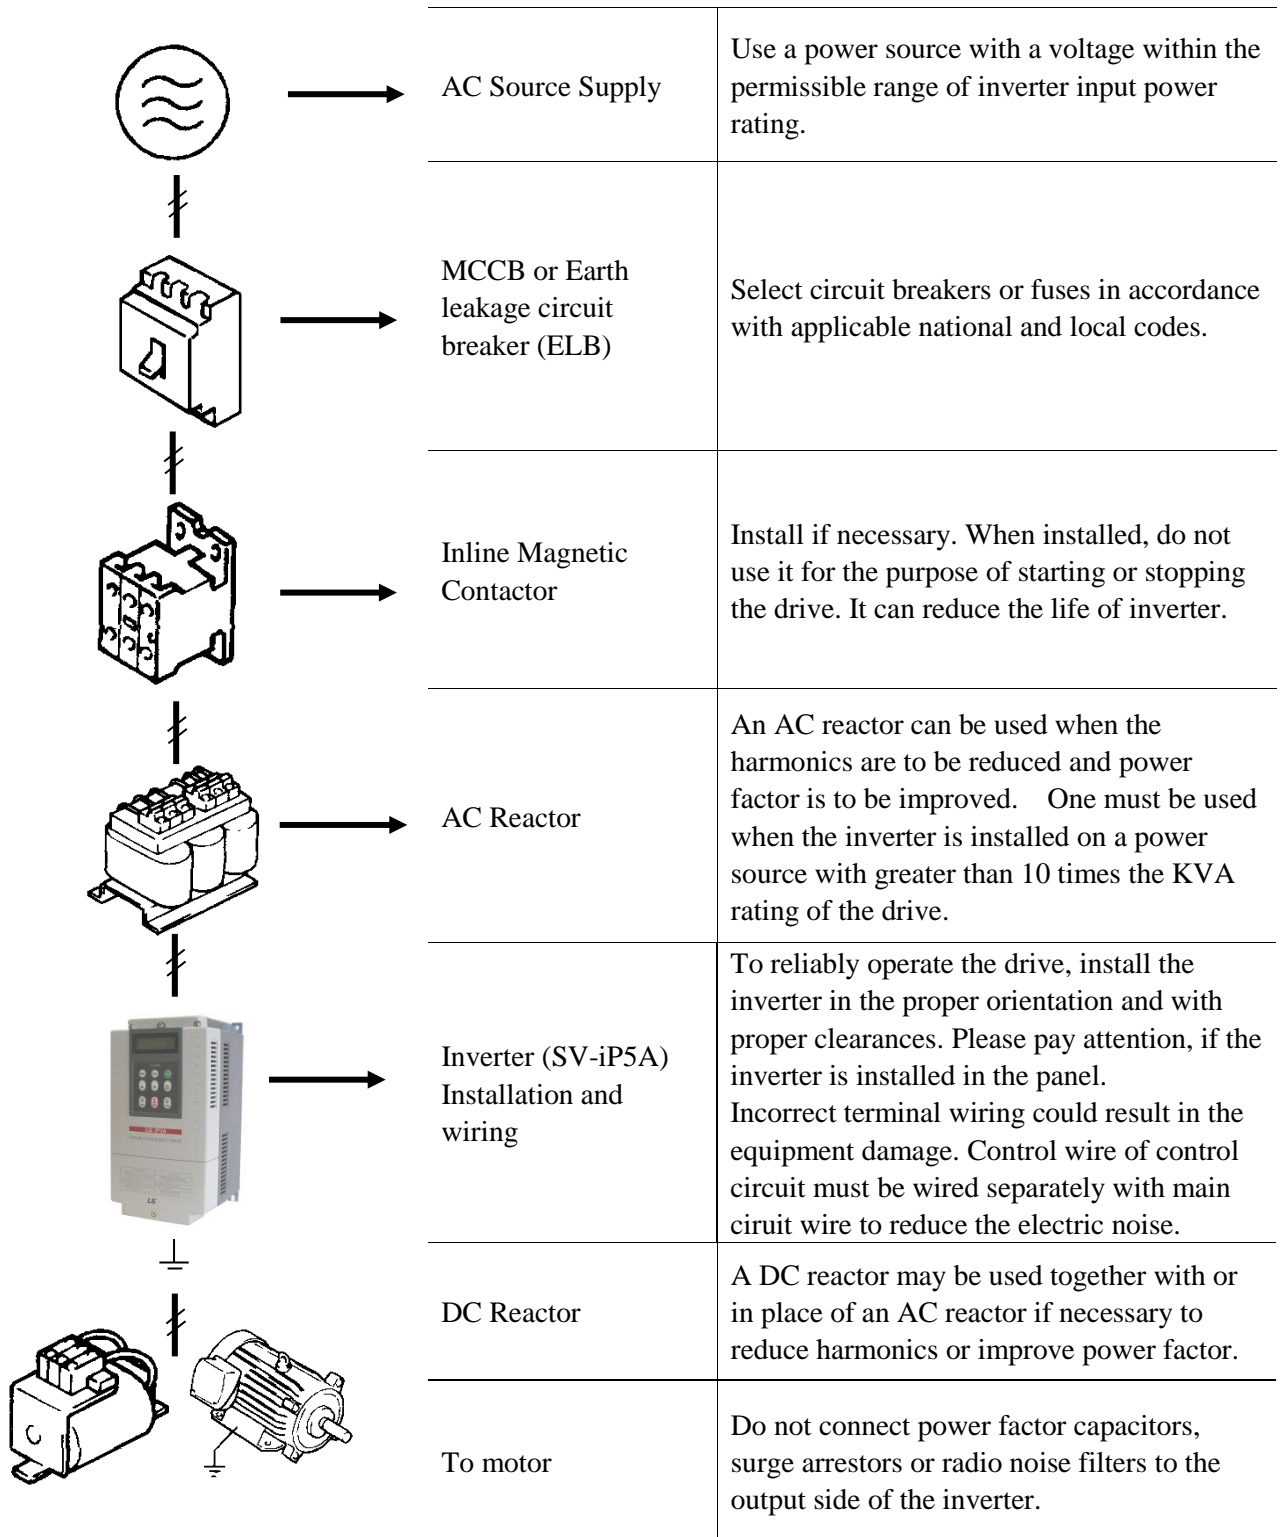 AC Source Supply
Use a power source with a voltage within the
permissible range of inverter input power
rating.
MCCB or Earth
leakage circuit
breaker (ELB)
Select circuit breakers or fuses in accordance
with applicable national and local codes.
Inline Magnetic
Contactor
Install if necessary. When installed, do not
use it for the purpose of starting or stopping
the drive. It can reduce the life of inverter.
AC Reactor
An AC reactor can be used when the
harmonics are to be reduced and power
factor is to be improved. One must be used
when the inverter is installed on a power
source with greater than 10 times the KVA
rating of the drive.
Inverter (SV-iP5A)
Installation and
wiring
To reliably operate the drive, install the
inverter in the proper orientation and with
proper clearances. Please pay attention, if the
inverter is installed in the panel.
Incorrect terminal wiring could result in the
equipment damage. Control wire of control
circuit must be wired separately with main
ciruit wire to reduce the electric noise.
LS
DC Reactor
A DC reactor may be used together with or
in place of an AC reactor if necessary to
reduce harmonics or improve power factor.
To motor
Do not connect power factor capacitors,
surge arrestors or radio noise filters to the
output side of the inverter.